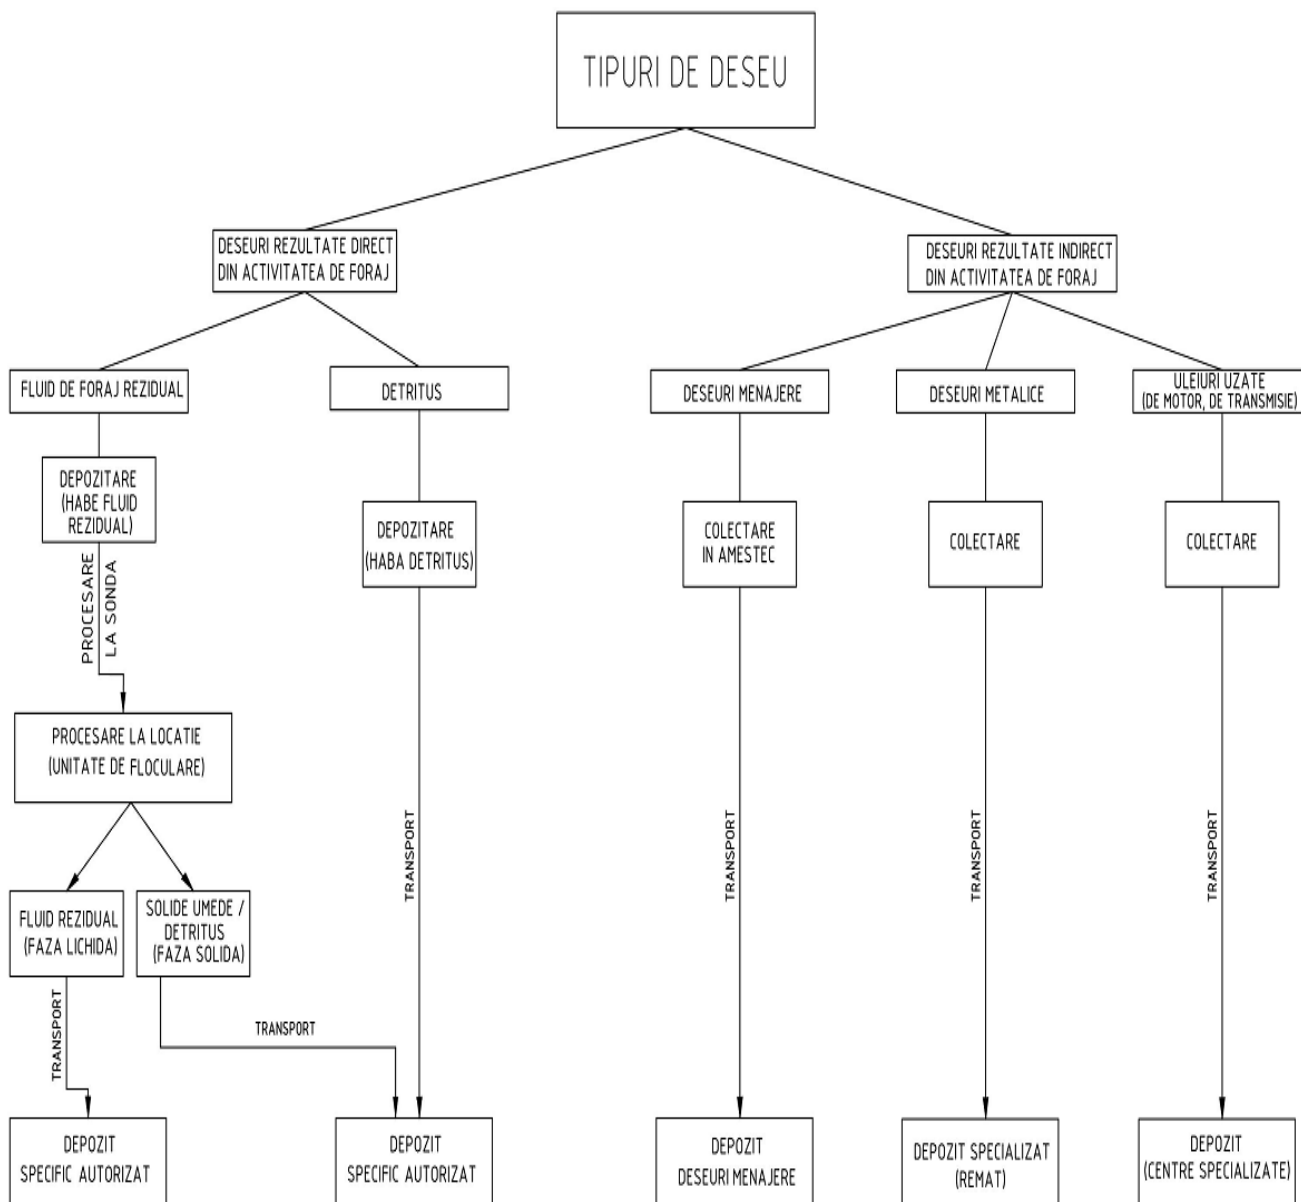 TIPURI DE DESEU
DESEURI REZULTATE DIRECT
DIN ACTIVITATEA DE FORAJ
DESEURI REZULTATE INDIRECT
DIN ACTIVITATEA DE FORAJ
FLUID DE FORAJ REZIDUAL
DETRITUS
DESEURI MENAJERE
DESEURI METALICE
ULEIURI UZATE
(DE MOTOR, DE TRANSMISIE)
DEPOZITARE
(HABE FLUID
REZIDUAL)
DEPOZITARE
(HABA DETRITUS)
COLECTARE
IN AMESTEC
COLECTARE
COLECTARE
PROCESARE
LA SONDA
PROCESARE LA LOCATIE
(UNITATE DE FLOCULARE)
TRANSPORT
TRANSPORT
TRANSPORT
TRANSPORT
FLUID REZIDUAL
(FAZA LICHIDA)
SOLIDE UMEDE /
DETRITUS
(FAZA SOLIDA)
TRANSPORT
TRANSPORT
DEPOZIT
SPECIFIC AUTORIZAT
DEPOZIT
SPECIFIC AUTORIZAT
DEPOZIT
DESEURI MENAJERE
DEPOZIT SPECIALIZAT
(REMAT)
DEPOZIT
(CENTRE SPECIALIZATE)